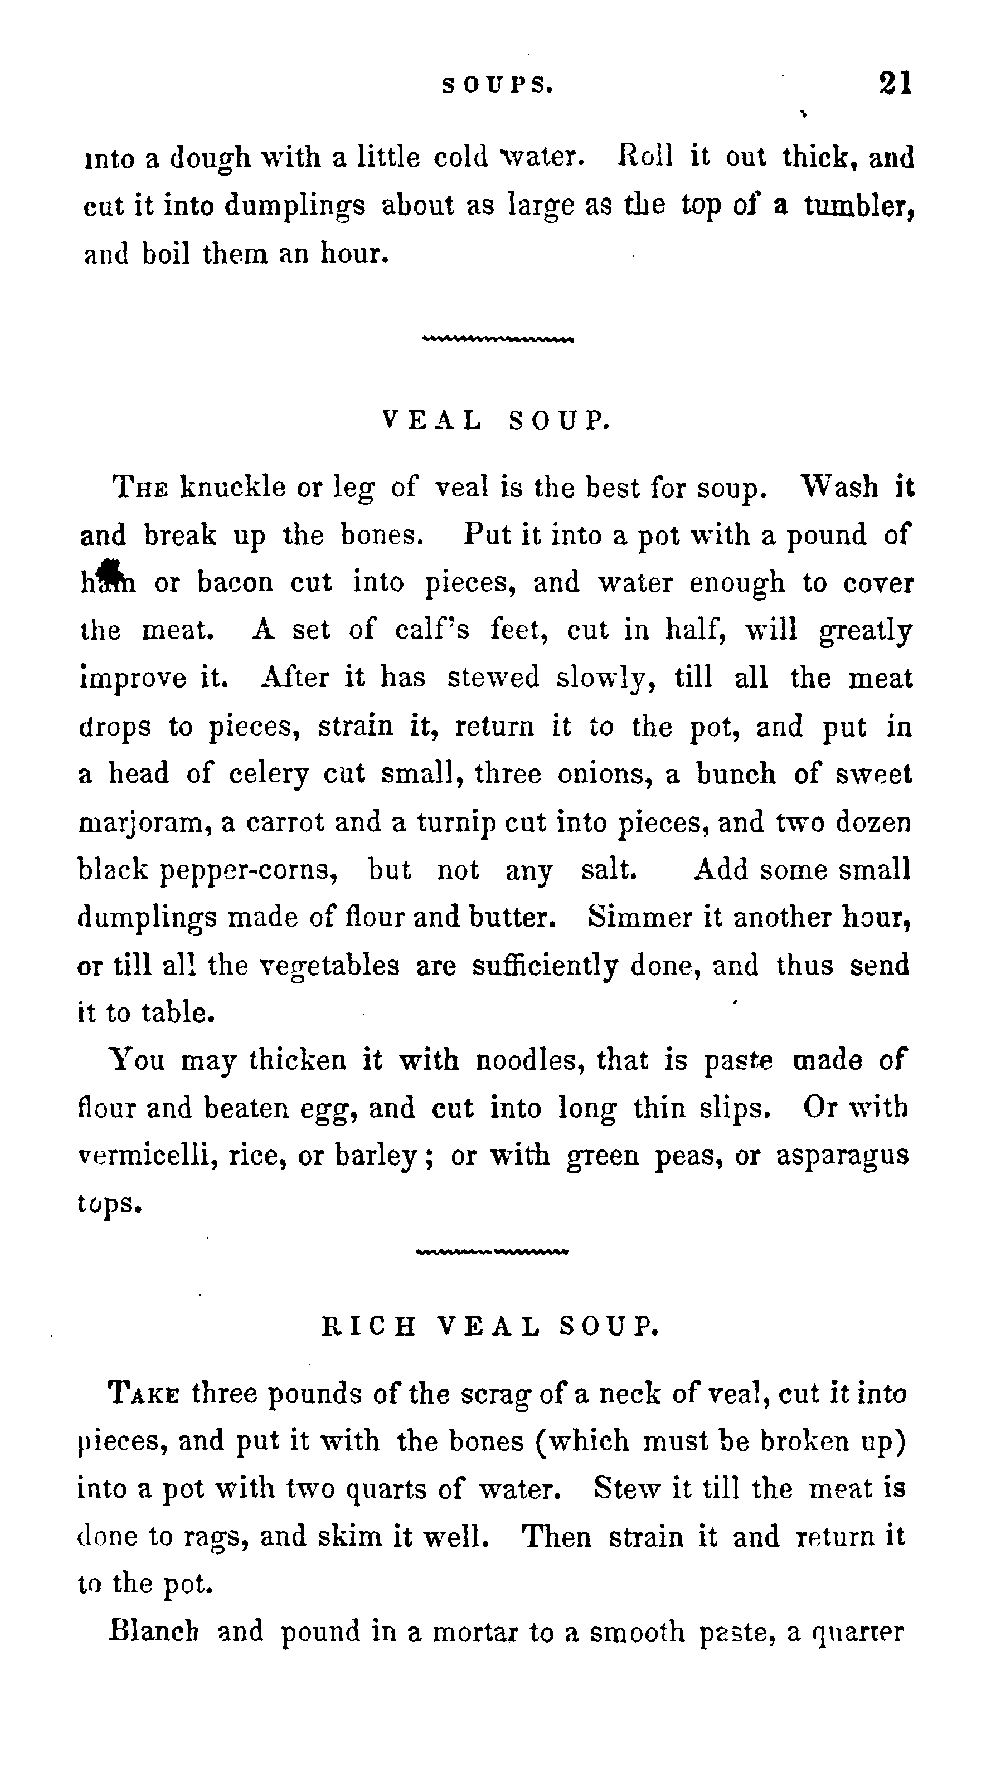 SOUPS. 21
into a dough with a little cold water. Roll it out thick, and
cut it into dumplings about as large as the top of a tumbler,
and boil them an hour.
VEAL SOUP.
THE knuckle or leg of veal is the best for soup. Wash it
and break up the bones. Put it into a pot with a pound of
ham or bacon cut into pieces, and water enough to cover
the meat. A set of calf's feet, cut in half, will greatly
improve it. After it has stewed slowly, till all the meat
drops to pieces, strain it, return it to the pot, and put in
a head of celery cut small, three onions, a bunch of sweet
marjoram, a carrot and a turnip cut into pieces, and two dozen
black pepper-corns, but not any salt. Add some small
dumplings made of flour and butter. Simmer it another hour,
or till all the vegetables are sufficiently done, and thus send
it to table.
You may thicken it with noodles, that is paste made of
flour and beaten egg, and cut into long thin slips. Or with
vermicelli, rice, or barley; or with green peas, or asparagus
tops.
RICH VEAL SOUP.
TAKE three pounds of the scrag of a neck of veal, cut it into
pieces, and put it with the bones (which must be broken up)
into a pot with two quarts of water. Stew it till the meat is
done to rags, and skim it well. Then strain it and return it
to the pot.
Blanch and pound in a mortar to a smooth paste, a quarter